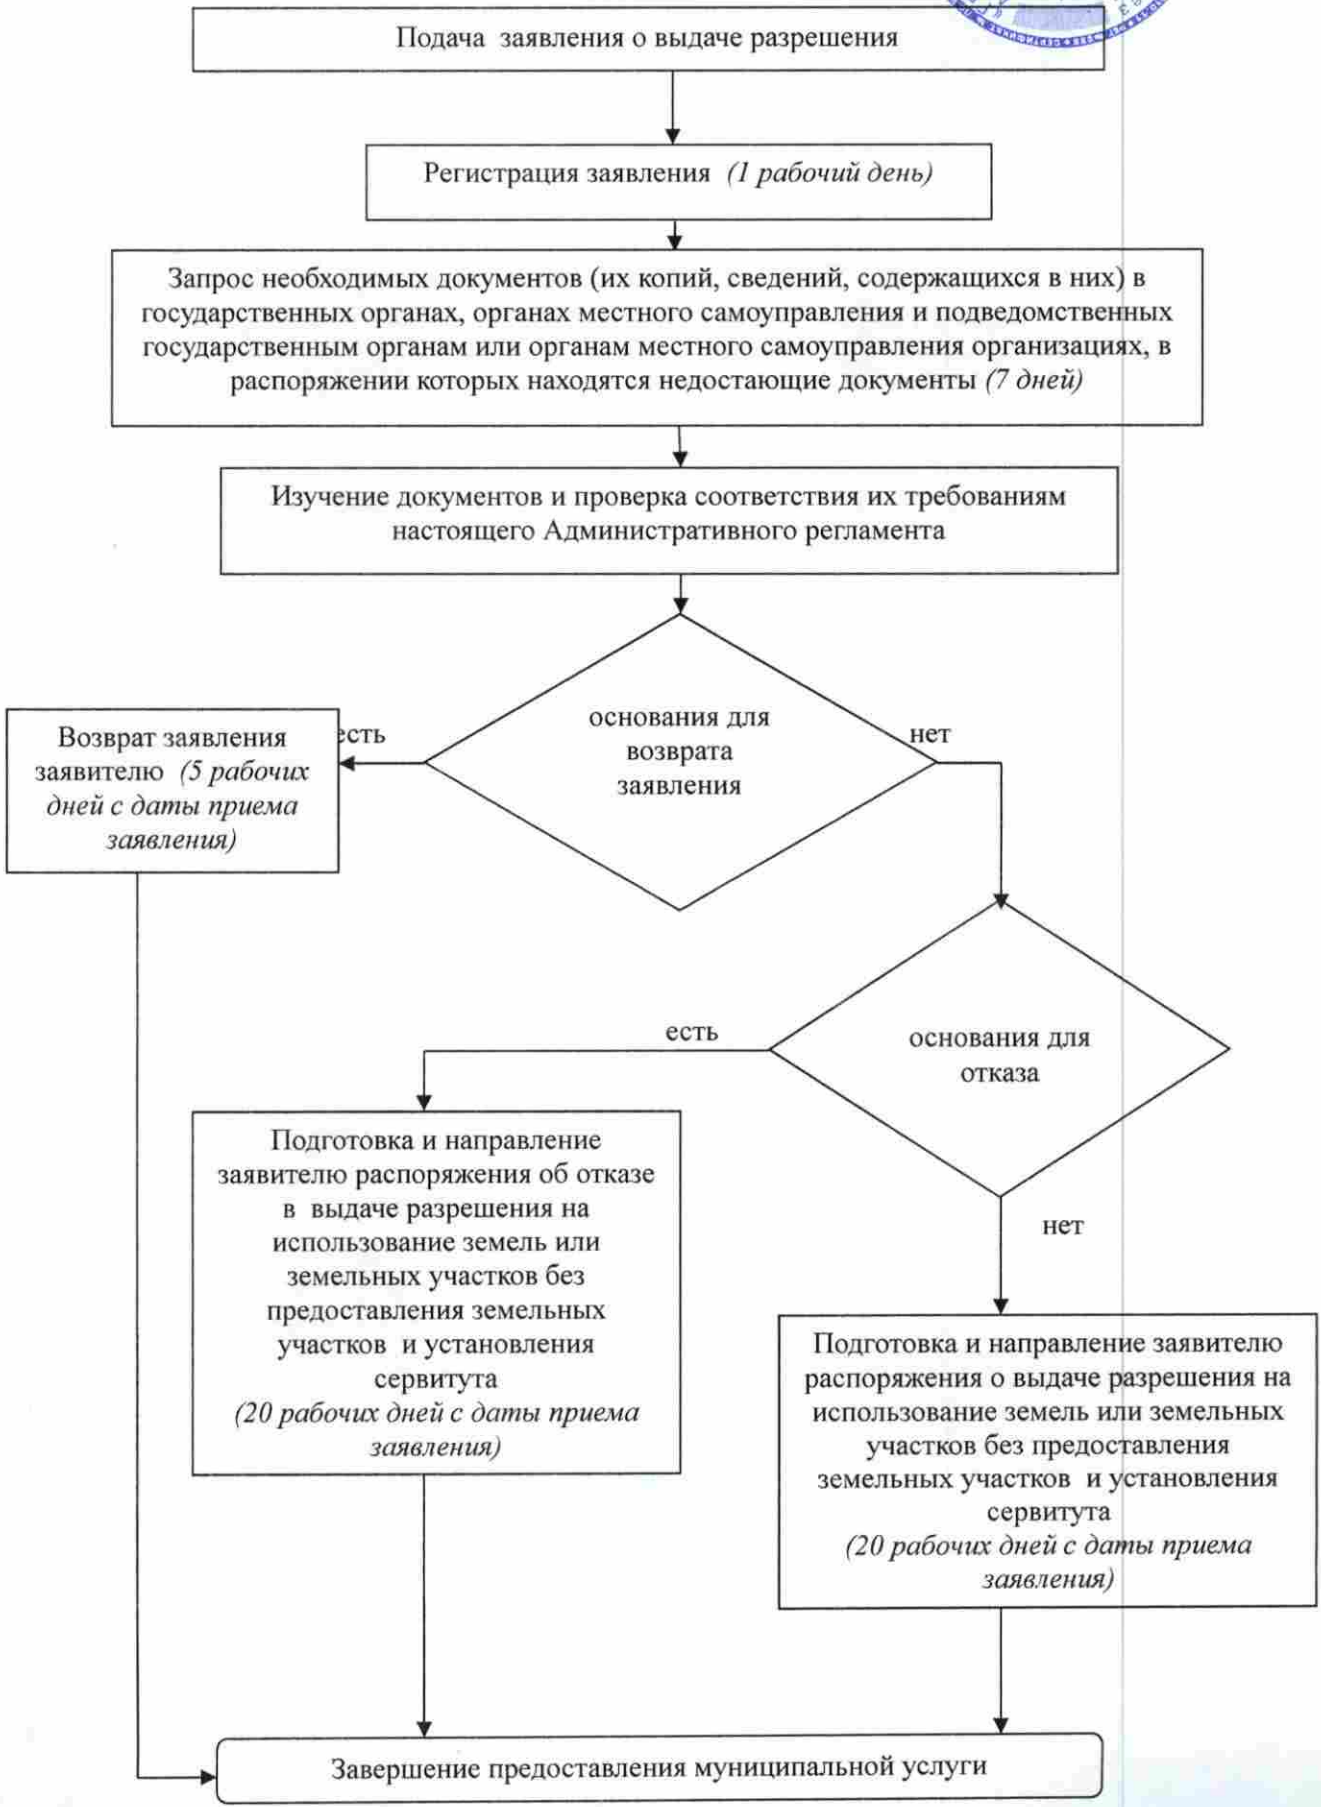 Подача заявления о выдаче разрешения
Регистрация заявления (1 рабочий день)
Запрос необходимых документов (их копий, сведений, содержащихся в них) в
государственных органах, органах местного самоуправления и подведомственных
государственным органам или органам местного самоуправления организациях, в
распоряжении которых находятся недостающие документы (7 дней)
Изучение документов и проверка соответствия их требованиям
настоящего Административного регламента
основания для
возврата
заявления
есть
нет
Возврат заявления
заявителю (5 рабочих
дней с даты приема
заявления)
основания для
отказа
есть
нет
Подготовка и направление
заявителю распоряжения об отказе
в выдаче разрешения на
использование земель или
земельных участков без
предоставления земельных
участков и установления
сервитута
(20 рабочих дней с даты приема
заявления)
Подготовка и направление заявителю
распоряжения о выдаче разрешения на
использование земель или земельных
участков без предоставления
земельных участков и установления
сервитута
(20 рабочих дней с даты приема
заявления)
Завершение предоставления муниципальной услуги